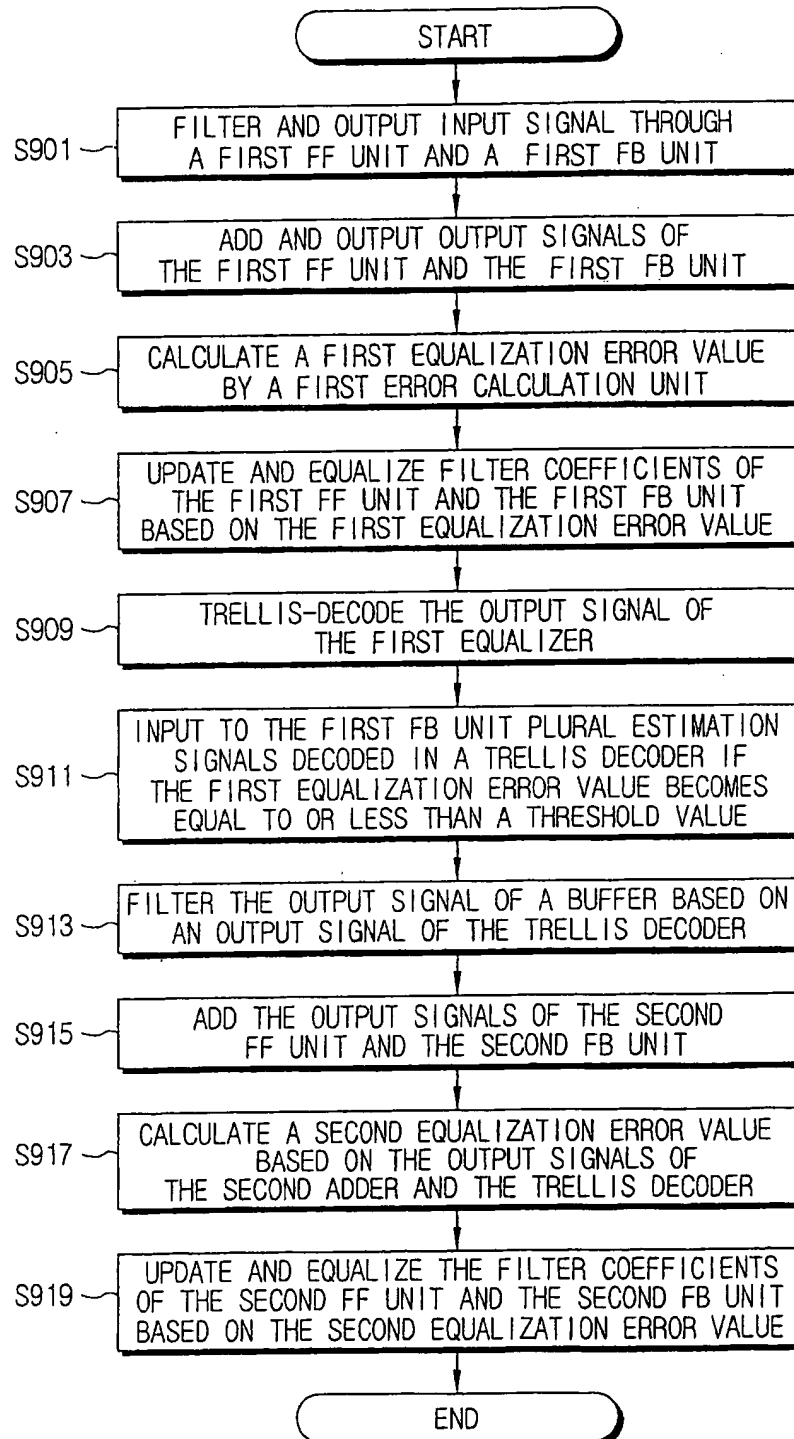 START
S901
FILTER AND OUTPUT INPUT SIGNAL THROUGH
A FIRST FF UNIT AND A FIRST FB UNIT
S903
ADD AND OUTPUT OUTPUT SIGNALS OF
THE FIRST FF UNIT AND THE FIRST FB UNIT
S905
CALCULATE A FIRST EQUALIZATION ERROR VALUE
BY A FIRST ERROR CALCULATION UNIT
S907
UPDATE AND EQUALIZE FILTER COEFFICIENTS OF
THE FIRST FF UNIT AND THE FIRST FB UNIT
BASED ON THE FIRST EQUALIZATION ERROR VALUE
S909
TRELLIS-DECODE THE OUTPUT SIGNAL OF
THE FIRST EQUALIZER
S911
INPUT TO THE FIRST FB UNIT PLURAL ESTIMATION
SIGNALS DECODED IN A TRELLIS DECODER IF
THE FIRST EQUALIZATION ERROR VALUE BECOMES
EQUAL TO OR LESS THAN A THRESHOLD VALUE
S913
FILTER THE OUTPUT SIGNAL OF A BUFFER BASED ON
AN OUTPUT SIGNAL OF THE TRELLIS DECODER
S915
ADD THE OUTPUT SIGNALS OF THE SECOND
FF UNIT AND THE SECOND FB UNIT
S917
CALCULATE A SECOND EQUALIZATION ERROR VALUE
BASED ON THE OUTPUT SIGNALS OF
THE SECOND ADDER AND THE TRELLIS DECODER
S919
UPDATE AND EQUALIZE THE FILTER COEFFICIENTS
OF THE SECOND FF UNIT AND THE SECOND FB UNIT
BASED ON THE SECOND EQUALIZATION ERROR VALUE
END